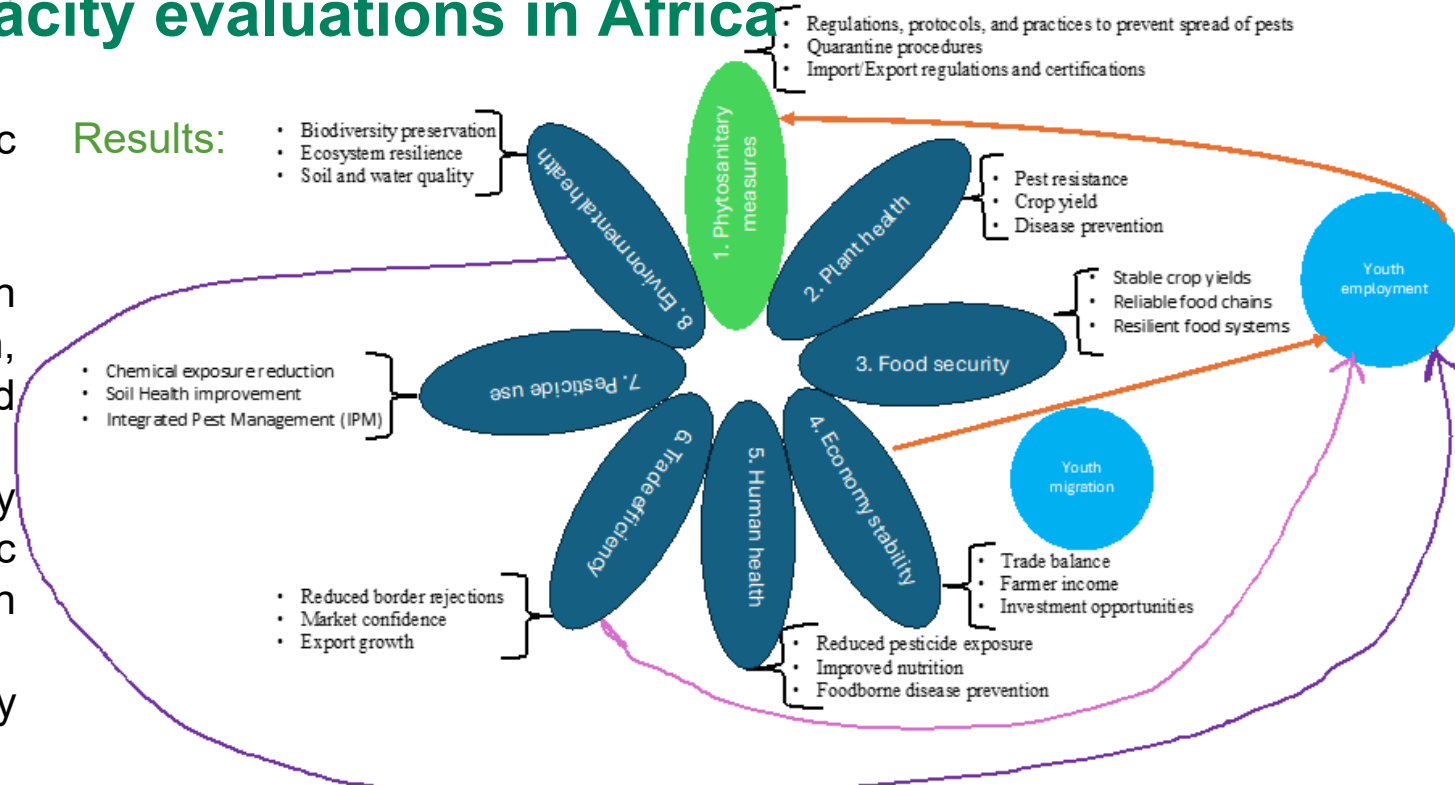 acity evaluations in Africa
c
n
n,
d
y
c
n
y
Results:
• Regulations, protocols, and practices to prevent spread of pests
• Quarantine procedures
• Import/Export regulations and certifications
1. Phytosanitary
measures
• Pest resistance
• Crop yield
• Disease prevention
2. Plant health
• Stable crop yields
• Reliable food chains
• Resilient food systems
3. Food security
Youth
employment
Youth
migration
4. Economy stability
• Trade balance
• Farmer income
• Investment opportunities
5. Human health
• Reduced pesticide exposure
• Improved nutrition
• Foodborne disease prevention
6. Trade efficiency
• Reduced border rejections
• Market confidence
• Export growth
7. Pesticide use
• Chemical exposure reduction
• Soil Health improvement
• Integrated Pest Management (IPM)
8. Environmental health
• Biodiversity preservation
• Ecosystem resilience
• Soil and water quality